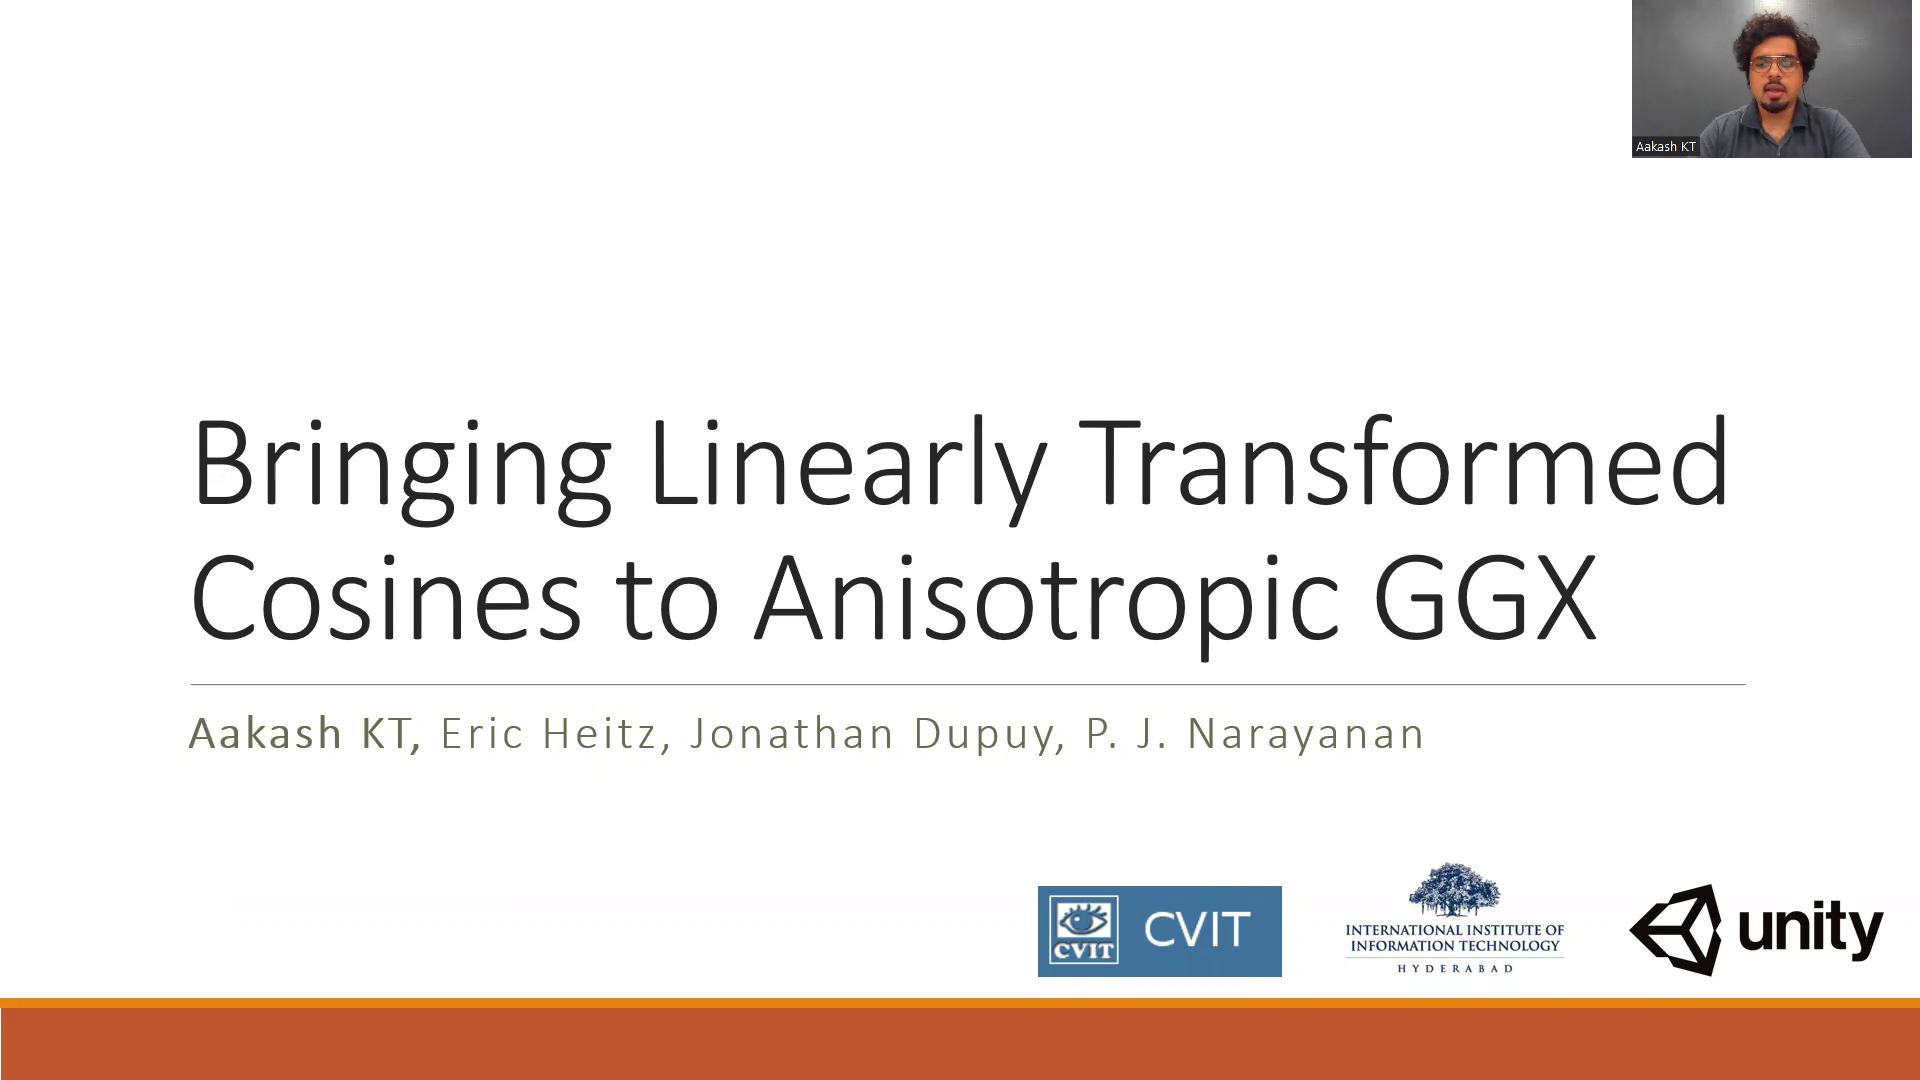 Aakash KT
Bringing Linearly Transformed
Cosines to Anisotropic GGX
Aakash KT, Eric Heitz, Jonathan Dupuy, P. J. Narayanan
CVIT
CVIT
INTERNATIONAL INSTITUTE OF
INFORMATION TECHNOLOGY
HYDERABAD
unity